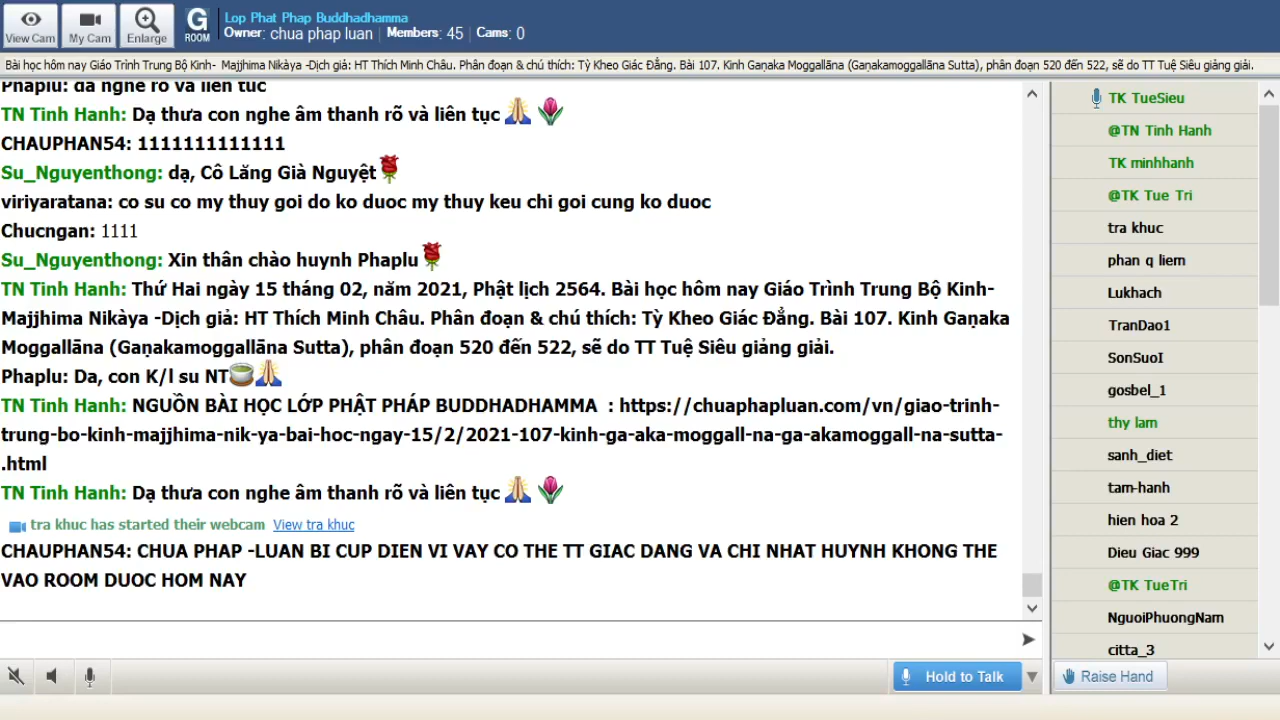 View Cam
My Cam
Enlarge
G
ROOM
Lop Phat Phap Buddhadhamma
Owner: chua phap luan | Members: 45 | Cams: 0
Bài học hôm nay Giáo Trình Trung Bộ Kinh- Majjhima Nikàya -Dịch giả: HT Thích Minh Châu. Phân đoạn & chú thích: Tỳ Kheo Giác Đẳng. Bài 107. Kinh Gaṇaka Moggallāna (Gaṇakamoggallāna Sutta), phân đoạn 520 đến 522, sẽ do TT Tuệ Siêu giảng giải.
Phaplu: da nghe rõ và liên tuc
TN Tinh Hanh: Dạ thưa con nghe âm thanh rõ và liên tục
CHAUPHAN54: 1111111111111
Su_Nguyenthong: dạ, Cô Lăng Già Nguyệt
viriyaratana: co su co my thuy goi do ko duoc my thuy keu chi goi cung ko duoc
Chucngan: 1111
Su_Nguyenthong: Xin thân chào huynh Phaplu
TN Tinh Hanh: Thứ Hai ngày 15 tháng 02, năm 2021, Phật lịch 2564. Bài học hôm nay Giáo Trình Trung Bộ Kinh-
Majjhima Nikàya -Dịch giả: HT Thích Minh Châu. Phân đoạn & chú thích: Tỳ Kheo Giác Đẳng. Bài 107. Kinh Gaṇaka
Moggallāna (Gaṇakamoggallāna Sutta), phân đoạn 520 đến 522, sẽ do TT Tuệ Siêu giảng giải.
Phaplu: Da, con K/l su NT
TN Tinh Hanh: NGUỒN BÀI HỌC LỚP PHẬT PHÁP BUDDHADHAMMA : https://chuaphapluan.com/vn/giao-trinh-
trung-bo-kinh-majjhima-nik-ya-bai-hoc-ngay-15/2/2021-107-kinh-ga-aka-moggall-na-ga-akamoggall-na-sutta-
.html
TN Tinh Hanh: Dạ thưa con nghe âm thanh rõ và liên tục
tra khuc has started their webcam View tra khuc
CHAUPHAN54: CHUA PHAP -LUAN BI CUP DIEN VI VAY CO THE TT GIAC DANG VA CHI NHAT HUYNH KHONG THE
VAO ROOM DUOC HOM NAY
Hold to Talk
TK TueSieu
@TN Tinh Hanh
TK minhhanh
@TK Tue Tri
tra khuc
phan q liem
Lukhach
TranDao1
SonSuoI
gosbel_1
thy lam
sanh_diet
tam-hanh
hien hoa 2
Dieu Giac 999
@TK TueTri
NguoiPhuongNam
citta_3
Raise Hand